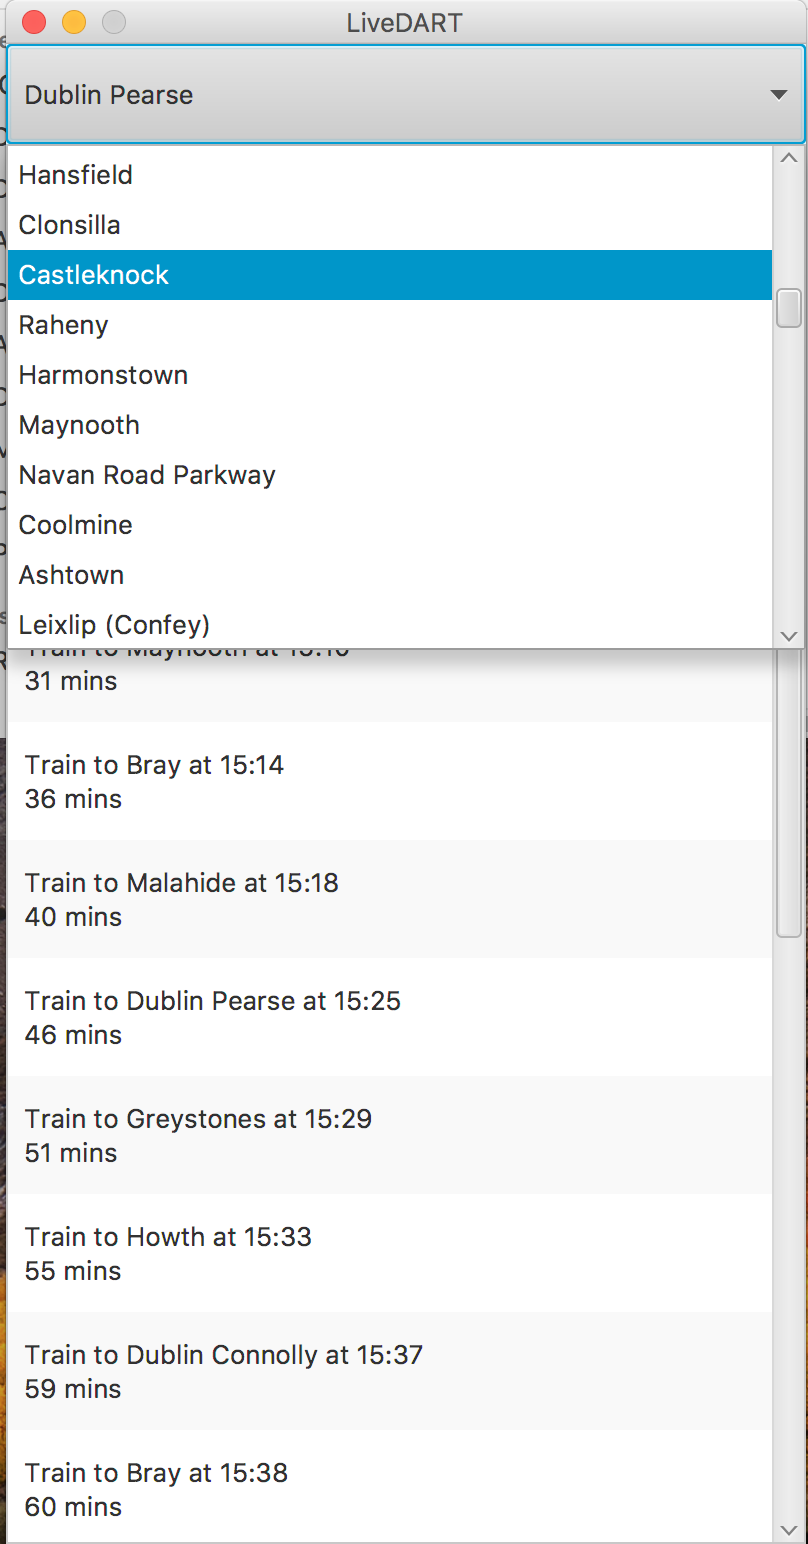 LiveDART
Dublin Pearse
Hansfield
Clonsilla
Castleknock
Raheny
Harmonstown
Maynooth
Navan Road Parkway
Coolmine
Ashtown
Leixlip (Confey)
Train to Maynooth at 15:10
31 mins
Train to Bray at 15:14
36 mins
Train to Malahide at 15:18
40 mins
Train to Dublin Pearse at 15:25
46 mins
Train to Greystones at 15:29
51 mins
Train to Howth at 15:33
55 mins
Train to Dublin Connolly at 15:37
59 mins
Train to Bray at 15:38
60 mins